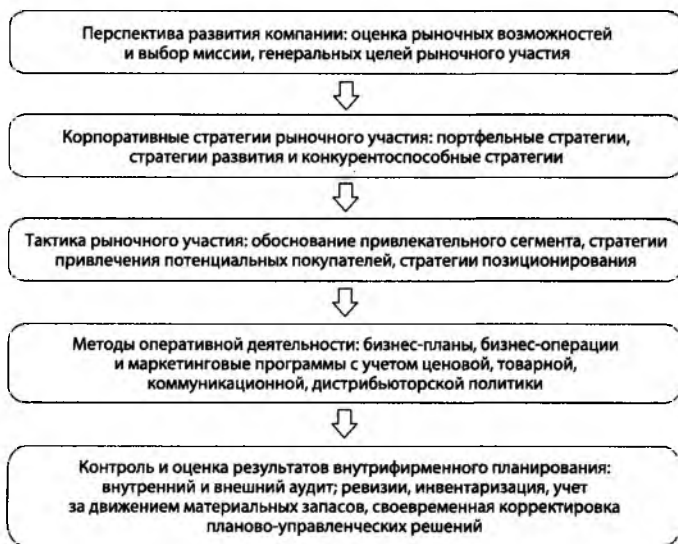 Перспектива развития компании: оценка рыночных возможностей
и выбор миссии, генеральных целей рыночного участия
Корпоративные стратегии рыночного участия: портфельные стратегии,
стратегии развития и конкурентоспособные стратегии
Тактика рыночного участия: обоснование привлекательного сегмента, стратегии
привлечения потенциальных покупателей, стратегии позиционирования
Методы оперативной деятельности: бизнес-планы, бизнес-операции
и маркетинговые программы с учетом ценовой, товарной,
коммуникационной, дистрибьюторской политики
Контроль и оценка результатов внутрифирменного планирования:
внутренний и внешний аудит; ревизии, инвентаризация, учет
за движением материальных запасов, своевременная корректировка
планово-управленческих решений